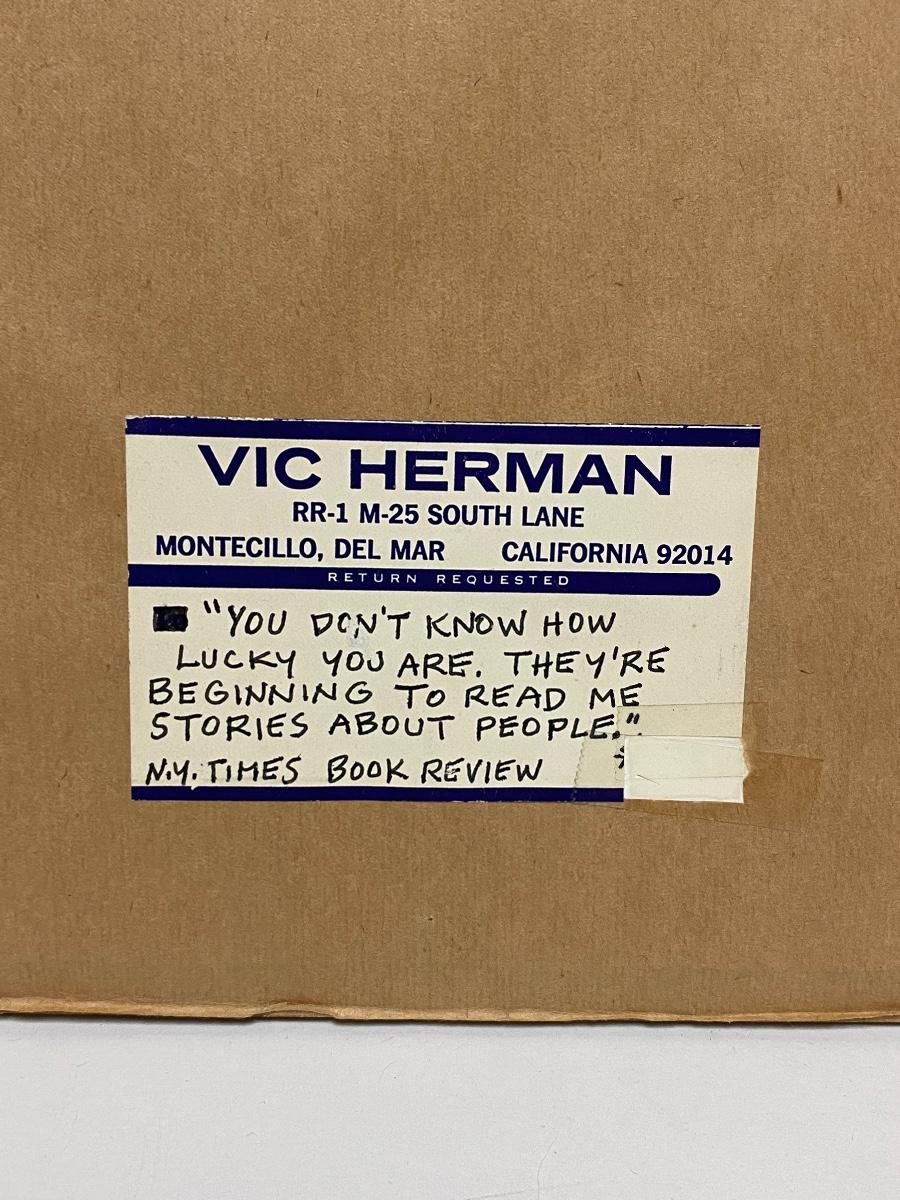 VIC HERMAN
RR-1 M-25 SOUTH LANE
MONTECILLO, DEL MAR CALIFORNIA 92014
RETURN REQUESTED
"YOU DON'T KNOW HOW
LUCKY YOU ARE. THEY'RE
BEGINNING TO READ ME
STORIES ABOUT PEOPLE."
N.Y. TIMES BOOK REVIEW